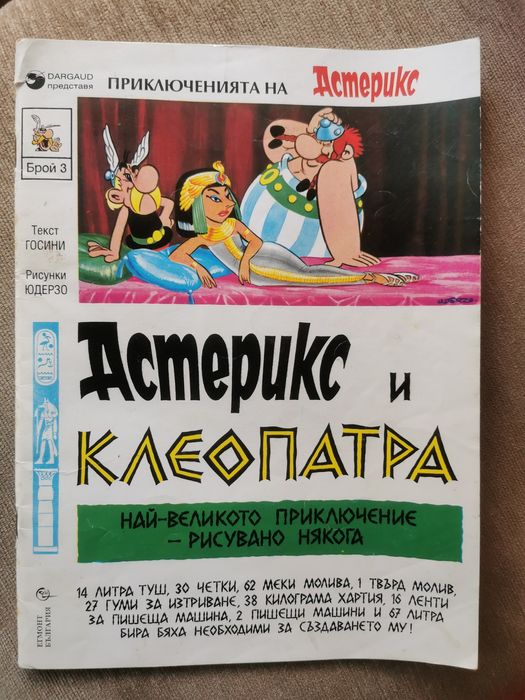 DARGAUD
представя
ПРИКЛЮЧЕНИЯТА НА Астерикс
Брой 3
Текст
ГОСИНИ
Рисунки
ЮДЕРЗО
UDERZO
Астерикс и
КЛЕОПАТРА
НАЙ-ВЕЛИКОТО ПРИКЛЮЧЕНИЕ
– РИСУВАНО НЯКОГА
14 ЛИТРА ТУШ, 30 ЧЕТКИ, 62 МЕКИ МОЛИВА, 1 ТВЪРД МОЛИВ,
27 ГУМИ ЗА ИЗТРИВАНЕ, 38 КИЛОГРАМА ХАРТИЯ, 16 ЛЕНТИ
ЗА ПИШЕЩА МАШИНА, 2 ПИШЕЩИ МАШИНИ И 67 ЛИТРА
БИРА БЯХА НЕОБХОДИМИ ЗА СЪЗДАВАНЕТО МУ !
ЕГМОНТ
БЪЛГАРИЯ